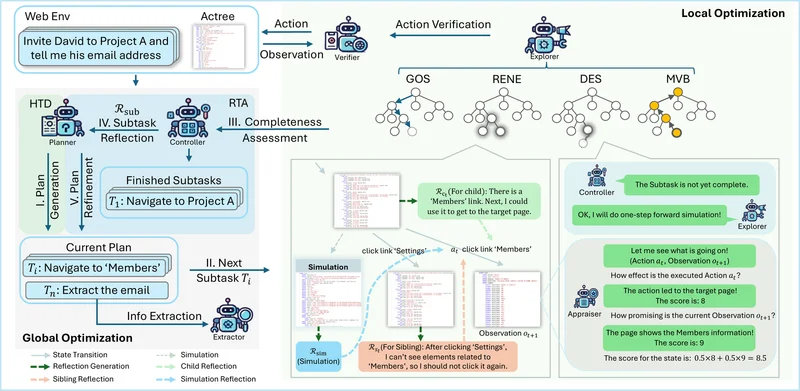 Web Env
Actree
Invite David to Project A and
tell me his email address
Action
Observation
Verifier
Action Verification
Explorer
Local Optimization
GOS
RENE
DES
MVB
HTD
Planner
R_sub
IV. Subtask
Reflection
RTA
Controller
III. Completeness
Assessment
I. Plan
Generation
V. Plan
Refinement
Finished Subtasks
T_1: Navigate to Project A
Current Plan
T_i: Navigate to ‘Members’
T_n: Extract the email
II. Next
Subtask T_i
Info Extraction
Extractor
Global Optimization
State Transition
Simulation
Reflection Generation
Child Reflection
Sibling Reflection
Simulation Reflection
(For child): There is a
‘Members’ link. Next, I could
use it to get to the target page.
click link ‘Settings’
a_t click link ‘Members’
Simulation
R_sim
(Simulation)
(For Sibling): After clicking ‘Settings’,
I can’t see elements related to
‘Members’, so I should not click it again.
Observation o_{t+1}
Controller
The Subtask is not yet complete.
OK, I will do one-step forward simulation!
Explorer
Let me see what is going on!
(Action a_t, Observation o_{t+1})
How effect is the executed Action a_t?
Appraiser
The action led to the target page!
The score is: 8
How promising is the current Observation o_{t+1}?
The page shows the Members information!
The score is: 9
The score for the state is: 0.5×8 + 0.5×9 = 8.5